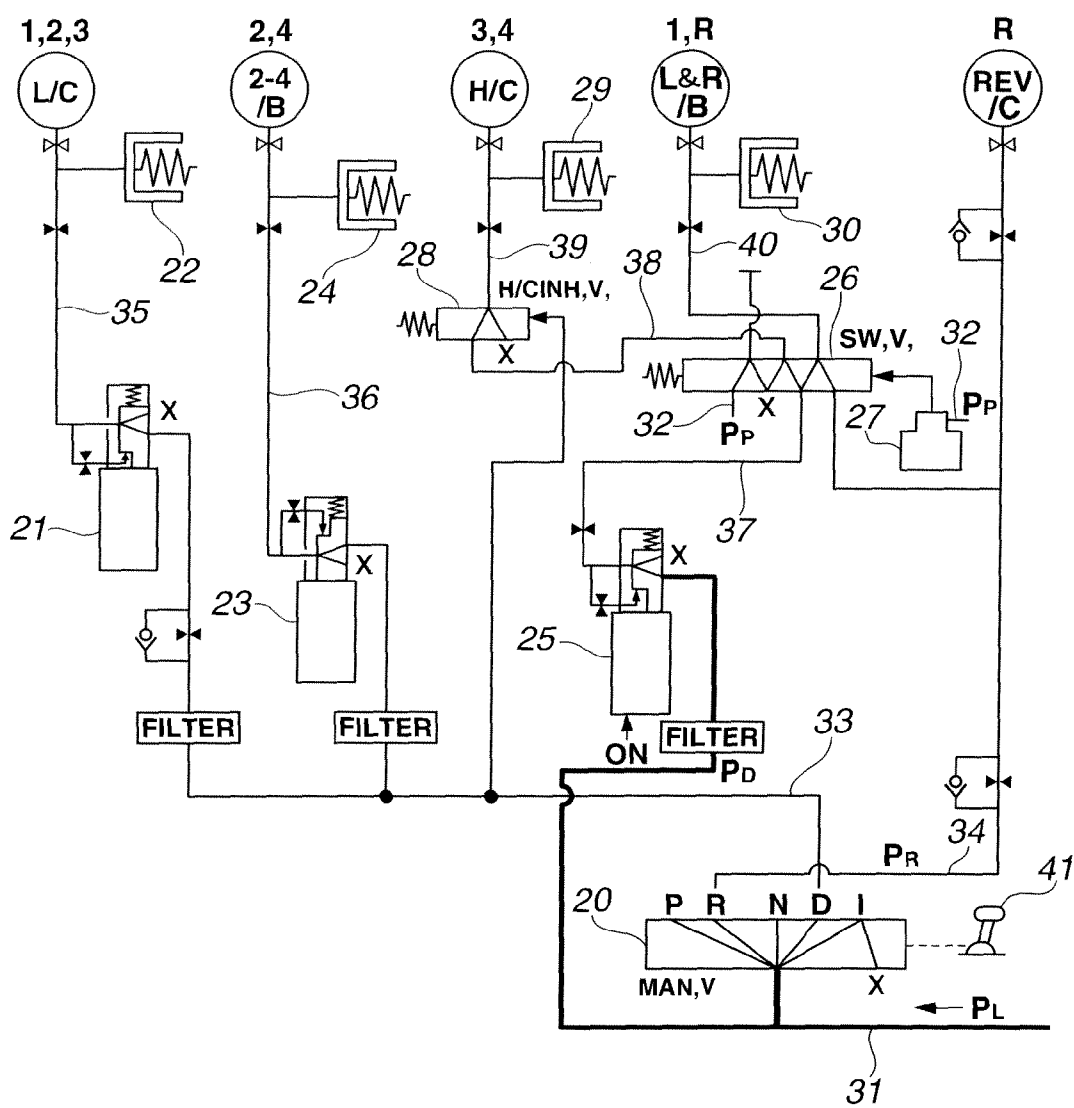 1,2,3 2,4 3,4 1,R R
L/C 2-4 /B H/C L&R /B REV /C
29
22 24 28 39 30
40 38 26
H/CINH,V,
35 SW,V, 32
X
36 X 32 X 27 PP
PP
21 X 37
X
23 25
FILTER FILTER ON FILTER
PD 33
PR 34
20 P R N D I 41
MAN,V X
PL
31